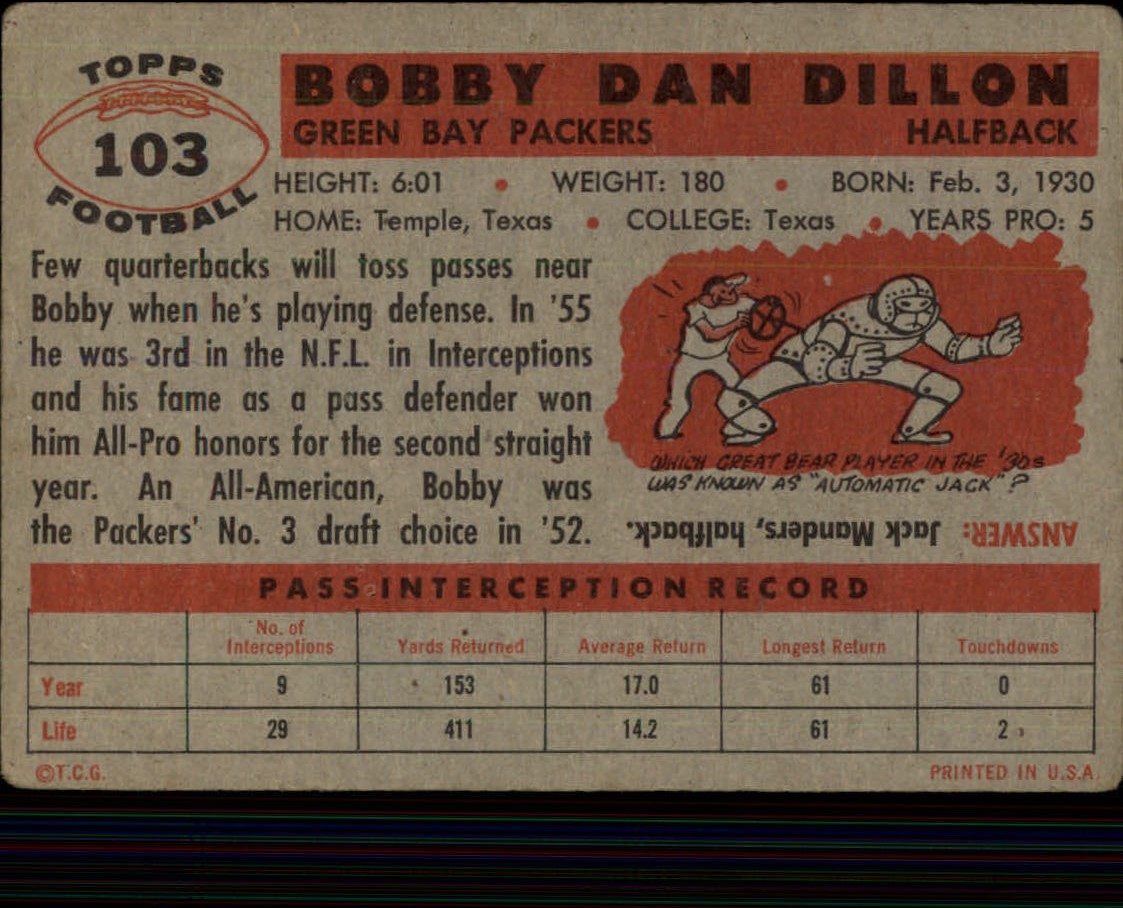 TOPPS
103
FOOTBALL
BOBBY DAN DILLON
GREEN BAY PACKERS HALFBACK
HEIGHT: 6:01 • WEIGHT: 180 • BORN: Feb. 3, 1930
HOME: Temple, Texas • COLLEGE: Texas • YEARS PRO: 5
Few quarterbacks will toss passes near
Bobby when he's playing defense. In '55
he was 3rd in the N.F.L. in Interceptions
and his fame as a pass defender won
him All-Pro honors for the second straight
year. An All-American, Bobby was
the Packers' No. 3 draft choice in '52.
WHICH GREAT BEAR PLAYER IN THE '30s
WAS KNOWN AS "AUTOMATIC JACK"?
ANSWER: Jack Manders, halfback.
PASS INTERCEPTION RECORD
No. of Interceptions Yards Returned Average Return Longest Return Touchdowns
Year 9 153 17.0 61 0
Life 29 411 14.2 61 2
©T.C.G. PRINTED IN U.S.A.